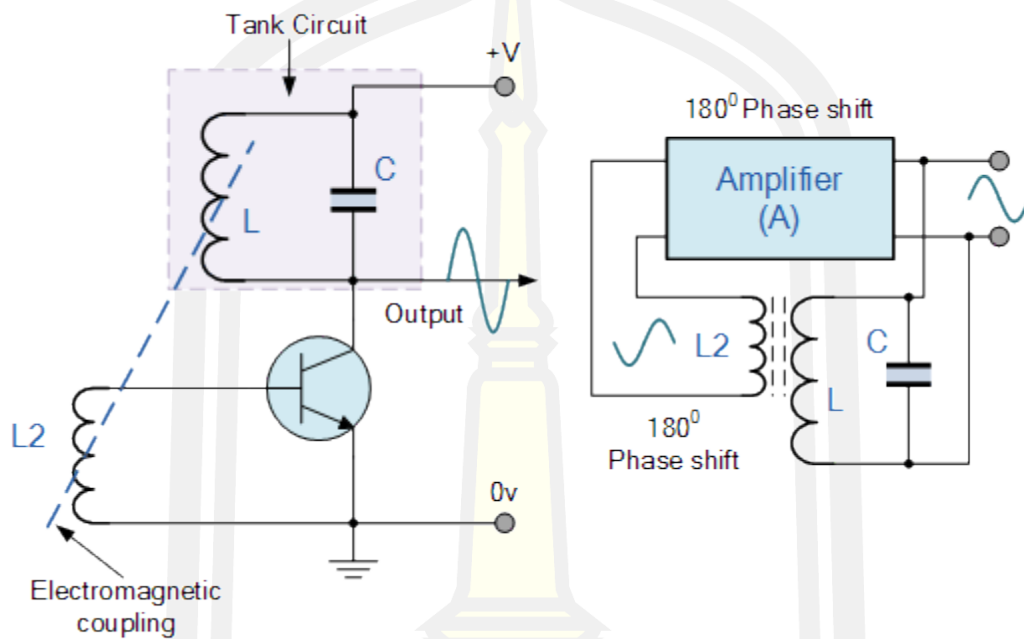 Tank Circuit
+V
C
L
Output
L2
0v
Electromagnetic
coupling
180⁰ Phase shift
Amplifier
(A)
L2
C
L
180⁰
Phase shift